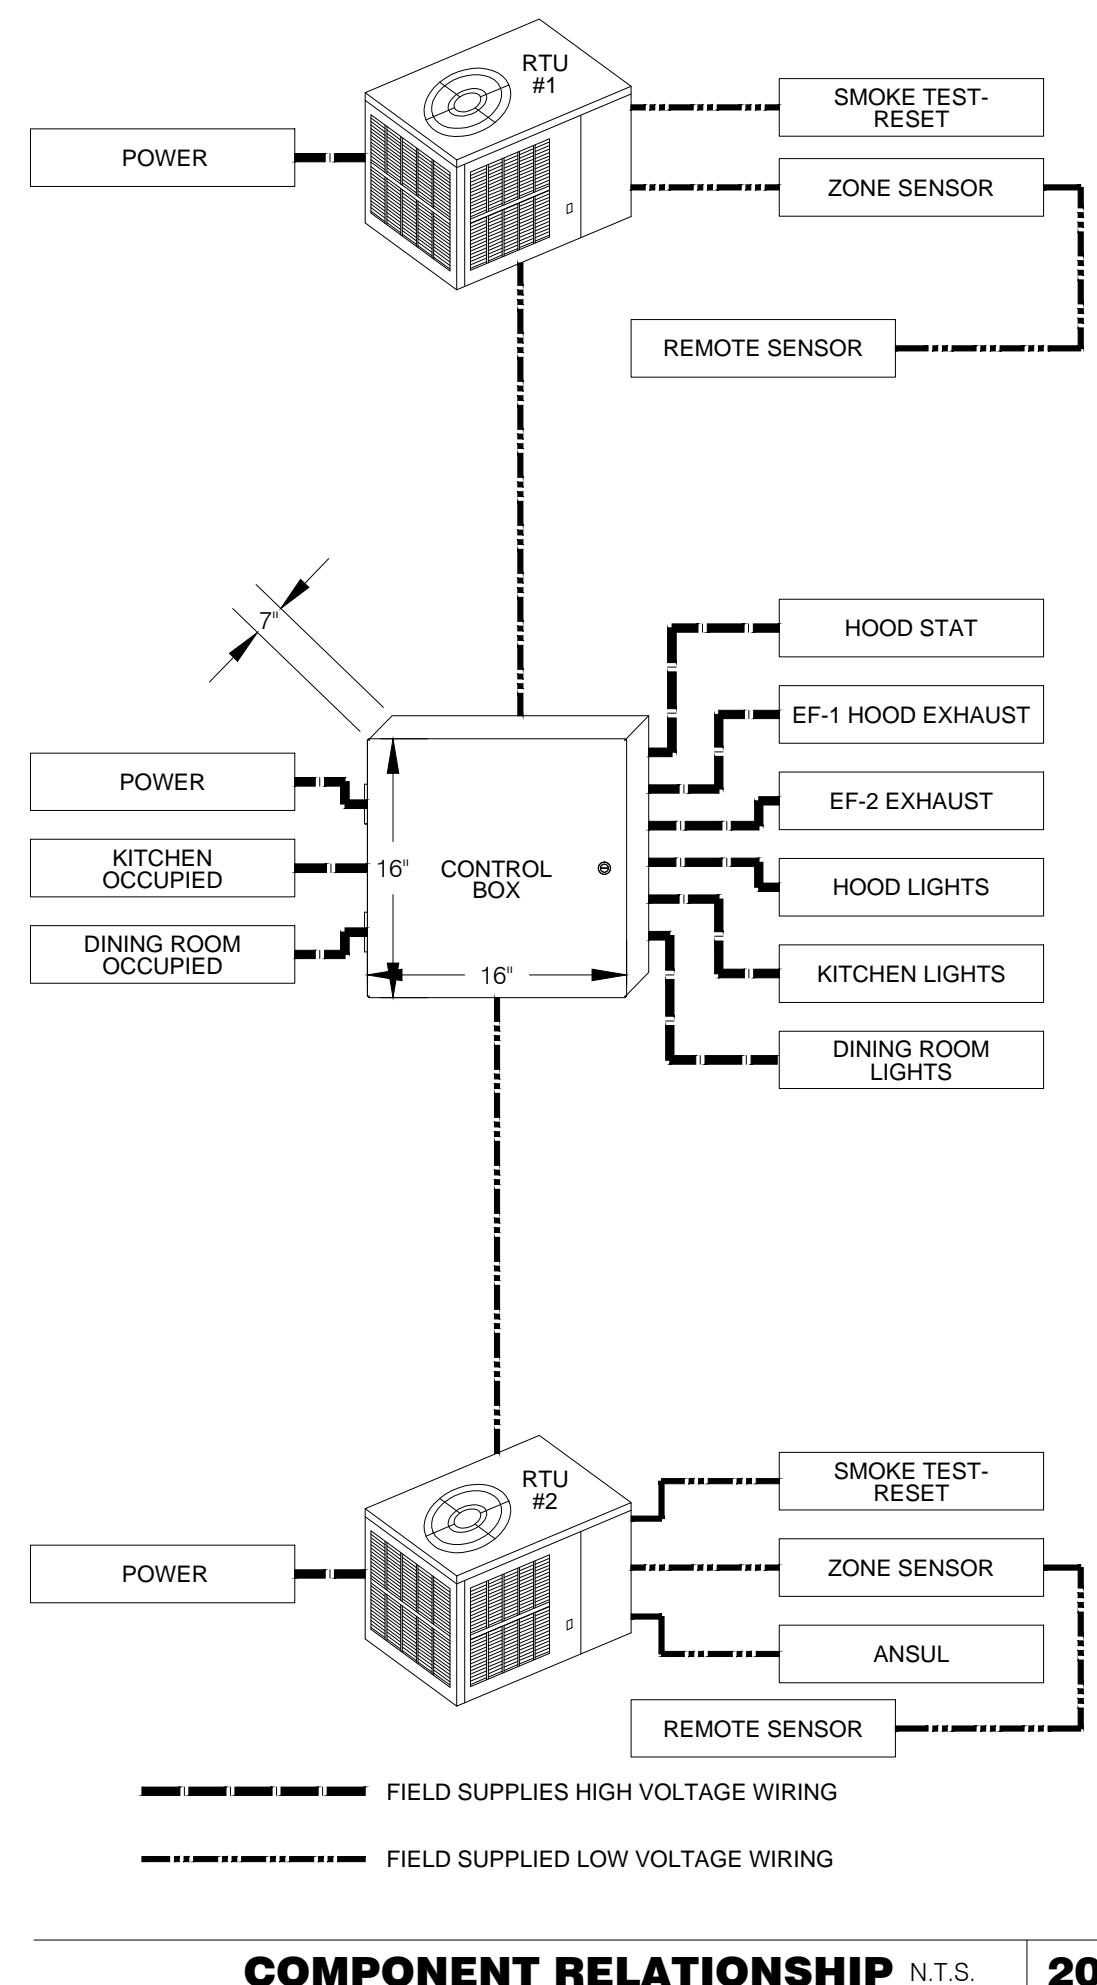 RTU
#1
SMOKE TEST-
RESET
POWER
ZONE SENSOR
REMOTE SENSOR
7"
HOOD STAT
EF-1 HOOD EXHAUST
POWER
EF-2 EXHAUST
KITCHEN
OCCUPIED
16"
CONTROL
BOX
HOOD LIGHTS
DINING ROOM
OCCUPIED
16"
KITCHEN LIGHTS
DINING ROOM
LIGHTS
RTU
#2
SMOKE TEST-
RESET
POWER
ZONE SENSOR
ANSUL
REMOTE SENSOR
FIELD SUPPLIES HIGH VOLTAGE WIRING
FIELD SUPPLIED LOW VOLTAGE WIRING
COMPONENT RELATIONSHIP N.T.S. 20